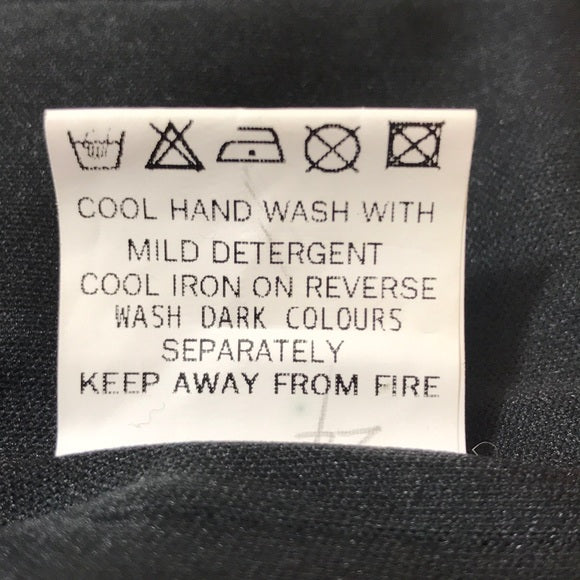 COOL HAND WASH WITH
MILD DETERGENT
COOL IRON ON REVERSE
WASH DARK COLOURS
SEPARATELY
KEEP AWAY FROM FIRE